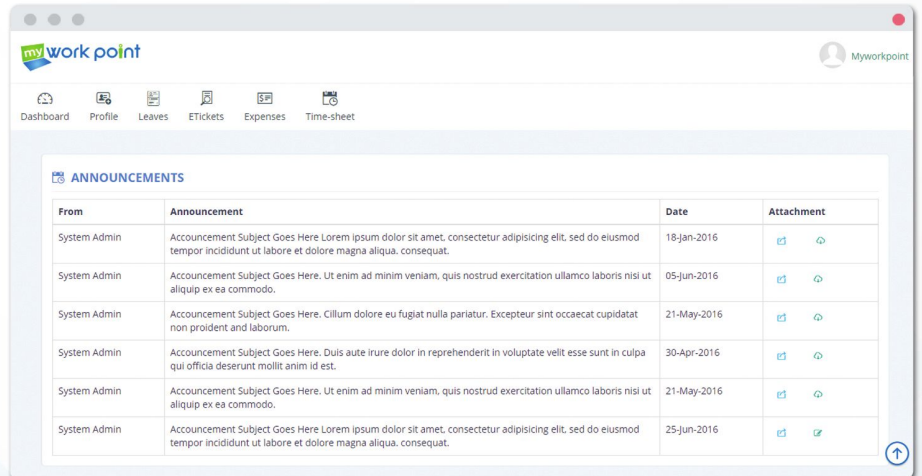 my work point
Myworkpoint
Dashboard Profile Leaves ETickets Expenses Time-sheet
ANNOUNCEMENTS
From Announcement Date Attachment
System Admin Accouncement Subject Goes Here Lorem ipsum dolor sit amet, consectetur adipisicing elit, sed do eiusmod 18-Jan-2016
tempor incididunt ut labore et dolore magna aliqua. consequat.
System Admin Accouncement Subject Goes Here. Ut enim ad minim veniam, quis nostrud exercitation ullamco laboris nisi ut 05-Jun-2016
aliquip ex ea commodo.
System Admin Accouncement Subject Goes Here. Cillum dolore eu fugiat nulla pariatur. Excepteur sint occaecat cupidatat 21-May-2016
non proident and laborum.
System Admin Accouncement Subject Goes Here. Duis aute irure dolor in reprehenderit in voluptate velit esse sunt in culpa 30-Apr-2016
qui officia deserunt mollit anim id est.
System Admin Accouncement Subject Goes Here. Ut enim ad minim veniam, quis nostrud exercitation ullamco laboris nisi ut 21-May-2016
aliquip ex ea commodo.
System Admin Accouncement Subject Goes Here Lorem ipsum dolor sit amet, consectetur adipisicing elit, sed do eiusmod 25-Jun-2016
tempor incididunt ut labore et dolore magna aliqua. consequat.